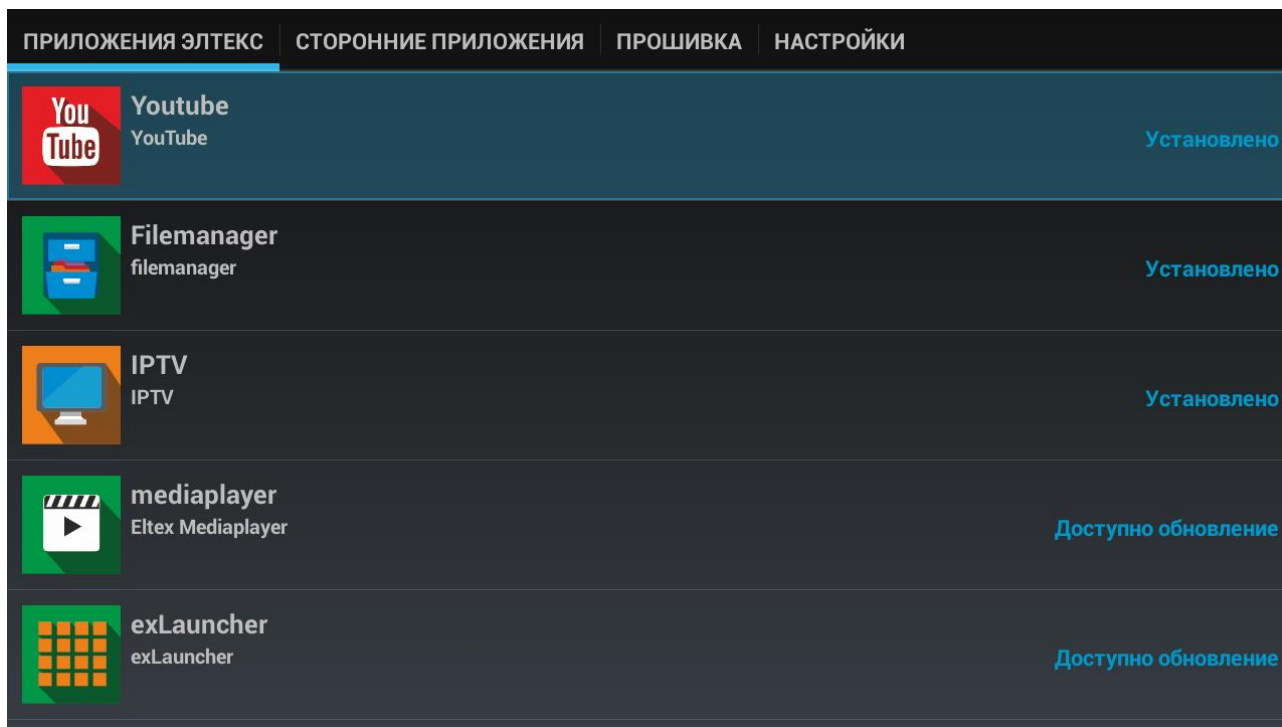 ПРИЛОЖЕНИЯ ЭЛТЕКС СТОРОННИЕ ПРИЛОЖЕНИЯ ПРОШИВКА НАСТРОЙКИ
You
Tube
Youtube
YouTube
Установлено
Filemanager
filemanager
Установлено
IPTV
IPTV
Установлено
mediaplayer
Eltex Mediaplayer
Доступно обновление
exLauncher
exLauncher
Доступно обновление